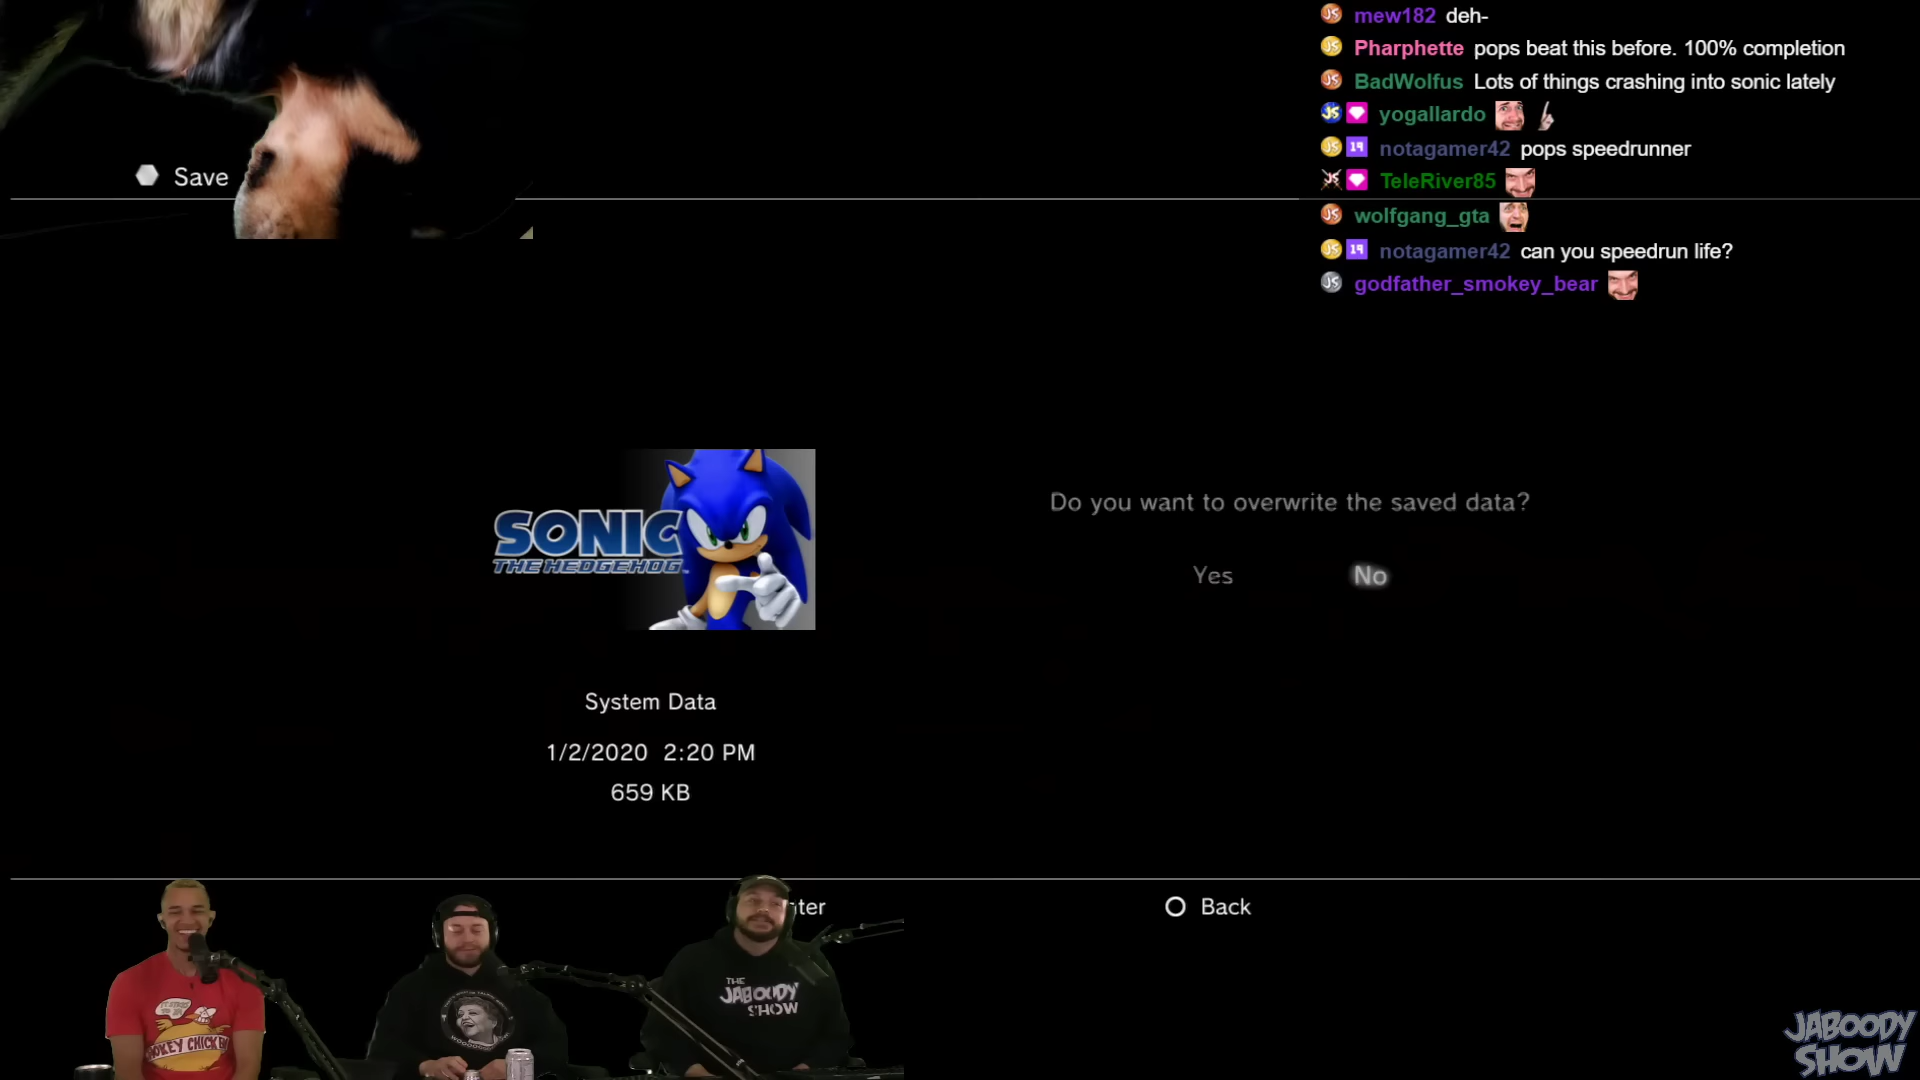 mew182 deh-
Pharphette pops beat this before. 100% completion
BadWolfus Lots of things crashing into sonic lately
yogallardo
notagamer42 pops speedrunner
TeleRiver85
wolfgang_gta
notagamer42 can you speedrun life?
godfather_smokey_bear
Save
SONIC
THE HEDGEHOG
Do you want to overwrite the saved data?
Yes No
System Data
1/2/2020 2:20 PM
659 KB
Back
THE
JABOODY
SHOW
JABOODY
SHOW